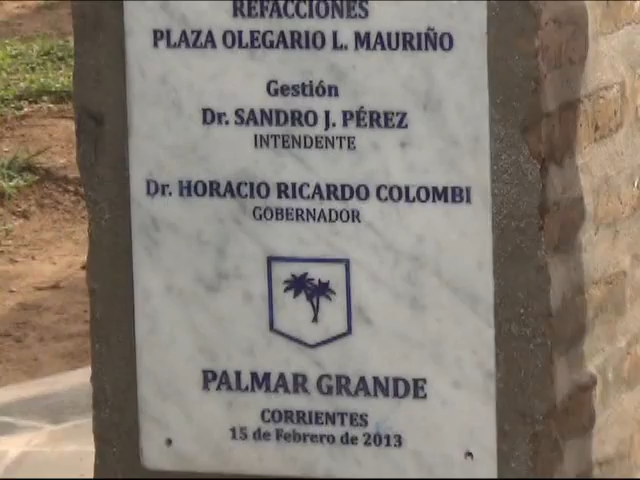 REFACCIONES
PLAZA OLEGARIO L. MAURIÑO
Gestión
Dr. SANDRO J. PÉREZ
INTENDENTE
Dr. HORACIO RICARDO COLOMBI
GOBERNADOR
PALMAR GRANDE
CORRIENTES
15 de Febrero de 2013